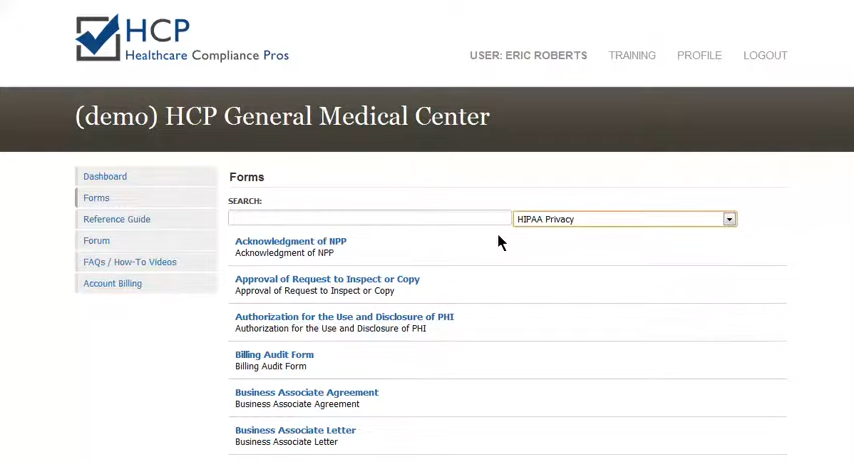 HCP
Healthcare Compliance Pros
USER: ERIC ROBERTS TRAINING PROFILE LOGOUT
(demo) HCP General Medical Center
Dashboard
Forms
Reference Guide
Forum
FAQs / How-To Videos
Account Billing
Forms
SEARCH:
HIPAA Privacy
Acknowledgment of NPP
Acknowledgment of NPP
Approval of Request to Inspect or Copy
Approval of Request to Inspect or Copy
Authorization for the Use and Disclosure of PHI
Authorization for the Use and Disclosure of PHI
Billing Audit Form
Billing Audit Form
Business Associate Agreement
Business Associate Agreement
Business Associate Letter
Business Associate Letter